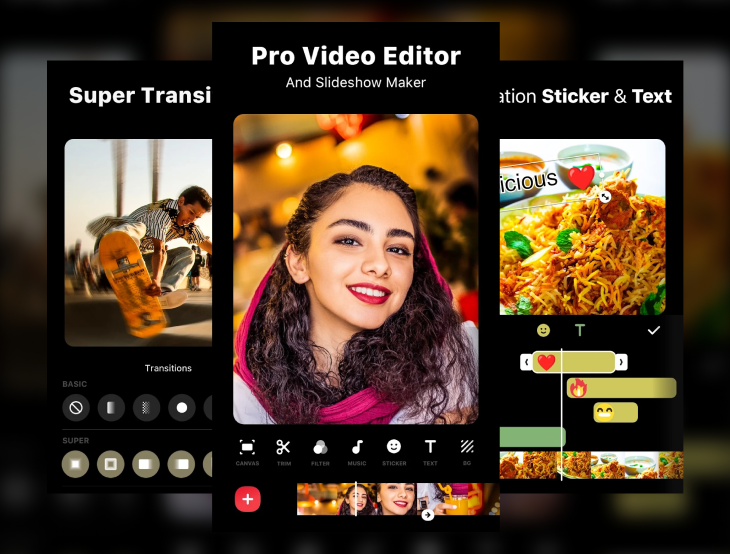 Pro Video Editor
And Slideshow Maker
Super Transi
ation Sticker & Text
icious
Transitions
BASIC
SUPER
CANVAS
TRIM
FILTER
MUSIC
STICKER
TEXT
BG
T